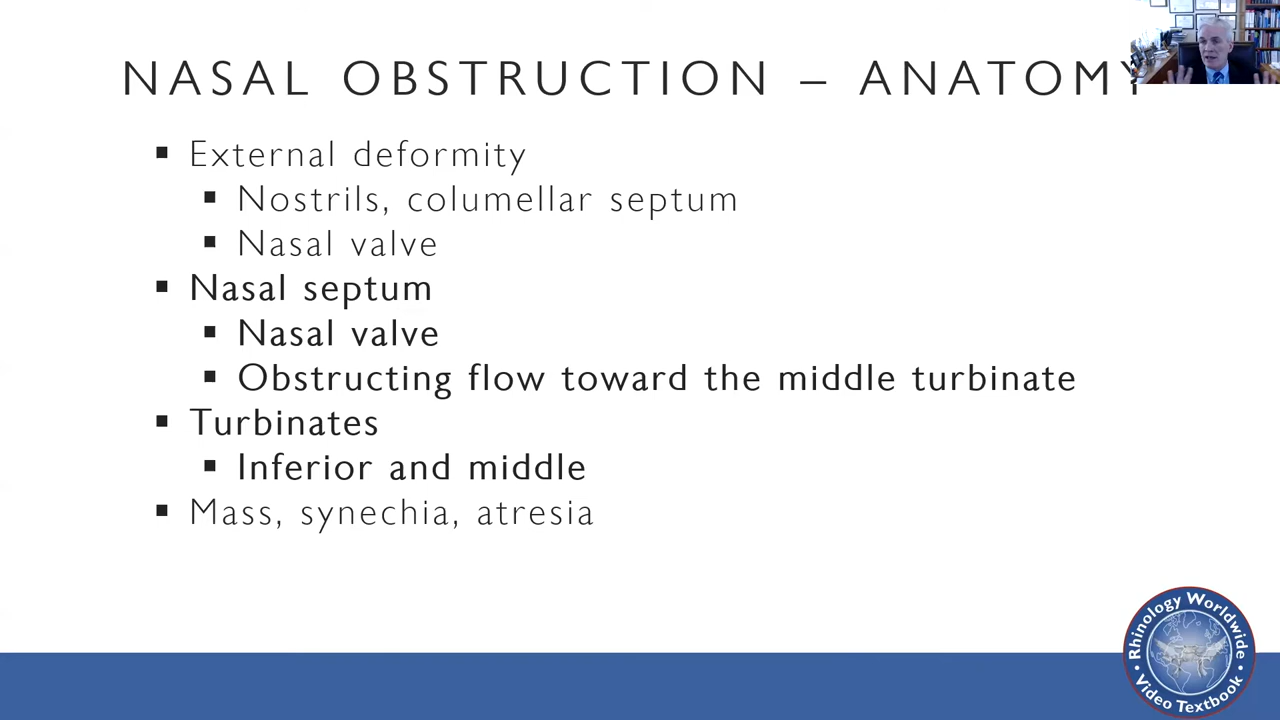 NASAL OBSTRUCTION – ANATOMY
▪ External deformity
▪ Nostrils, columellar septum
▪ Nasal valve
▪ Nasal septum
▪ Nasal valve
▪ Obstructing flow toward the middle turbinate
▪ Turbinates
▪ Inferior and middle
▪ Mass, synechia, atresia
Rhinology Worldwide
• Video Textbook •